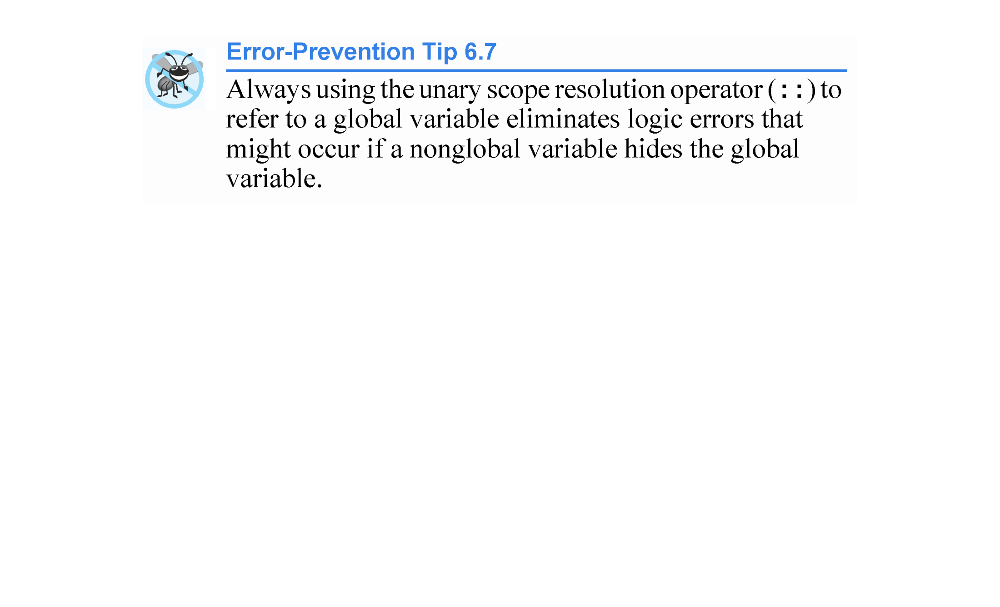 Error-Prevention Tip 6.7
Always using the unary scope resolution operator (::) to
refer to a global variable eliminates logic errors that
might occur if a nonglobal variable hides the global
variable.